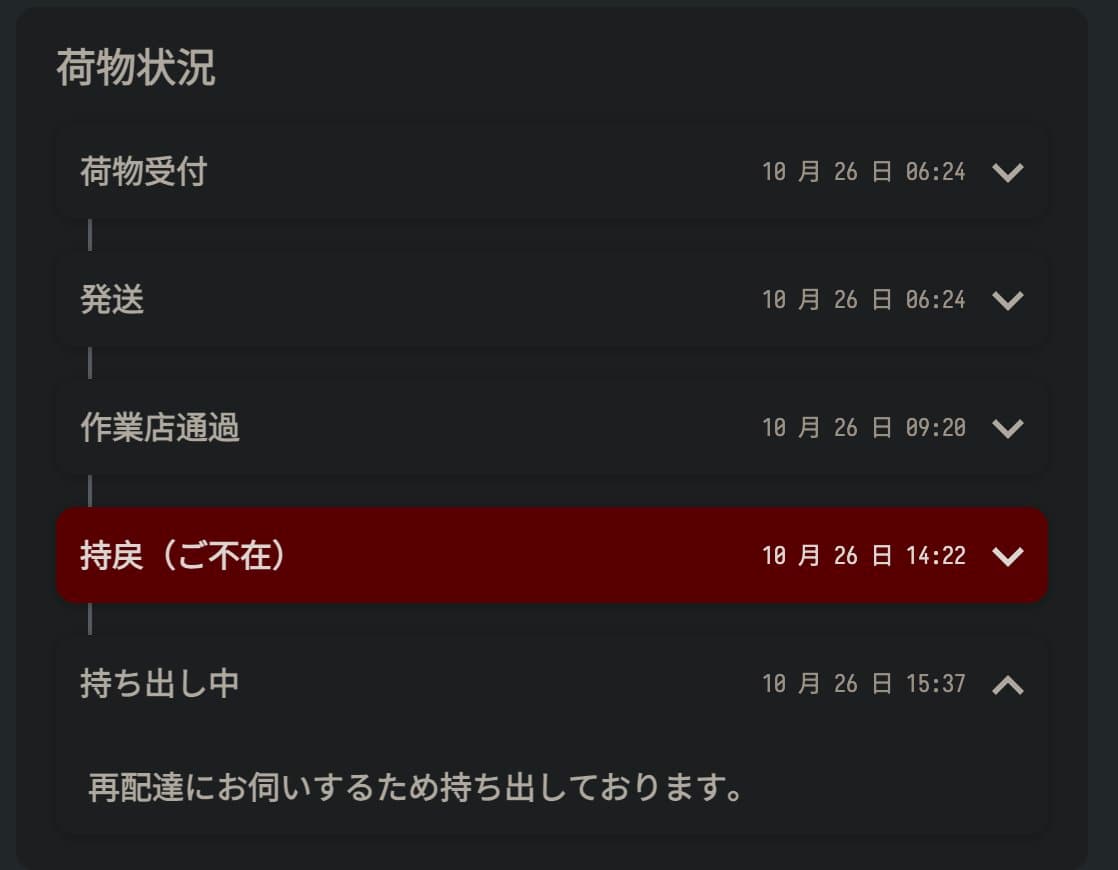 荷物状況
荷物受付 10 月 26 日 06:24
発送 10 月 26 日 06:24
作業店通過 10 月 26 日 09:20
持戻（ご不在） 10 月 26 日 14:22
持ち出し中 10 月 26 日 15:37
再配達にお伺いするため持ち出しております。